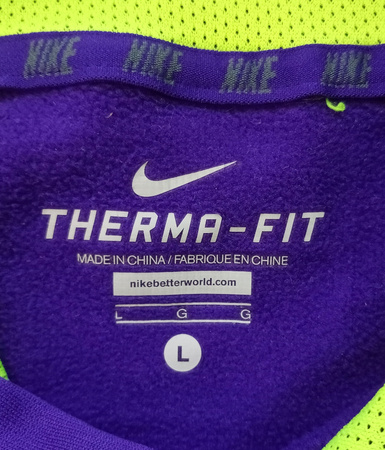 NIKE NIKE NIKE NIKE
THERMA-FIT
MADE IN CHINA / FABRIQUE EN CHINE
nikebetterworld.com
L G G
L